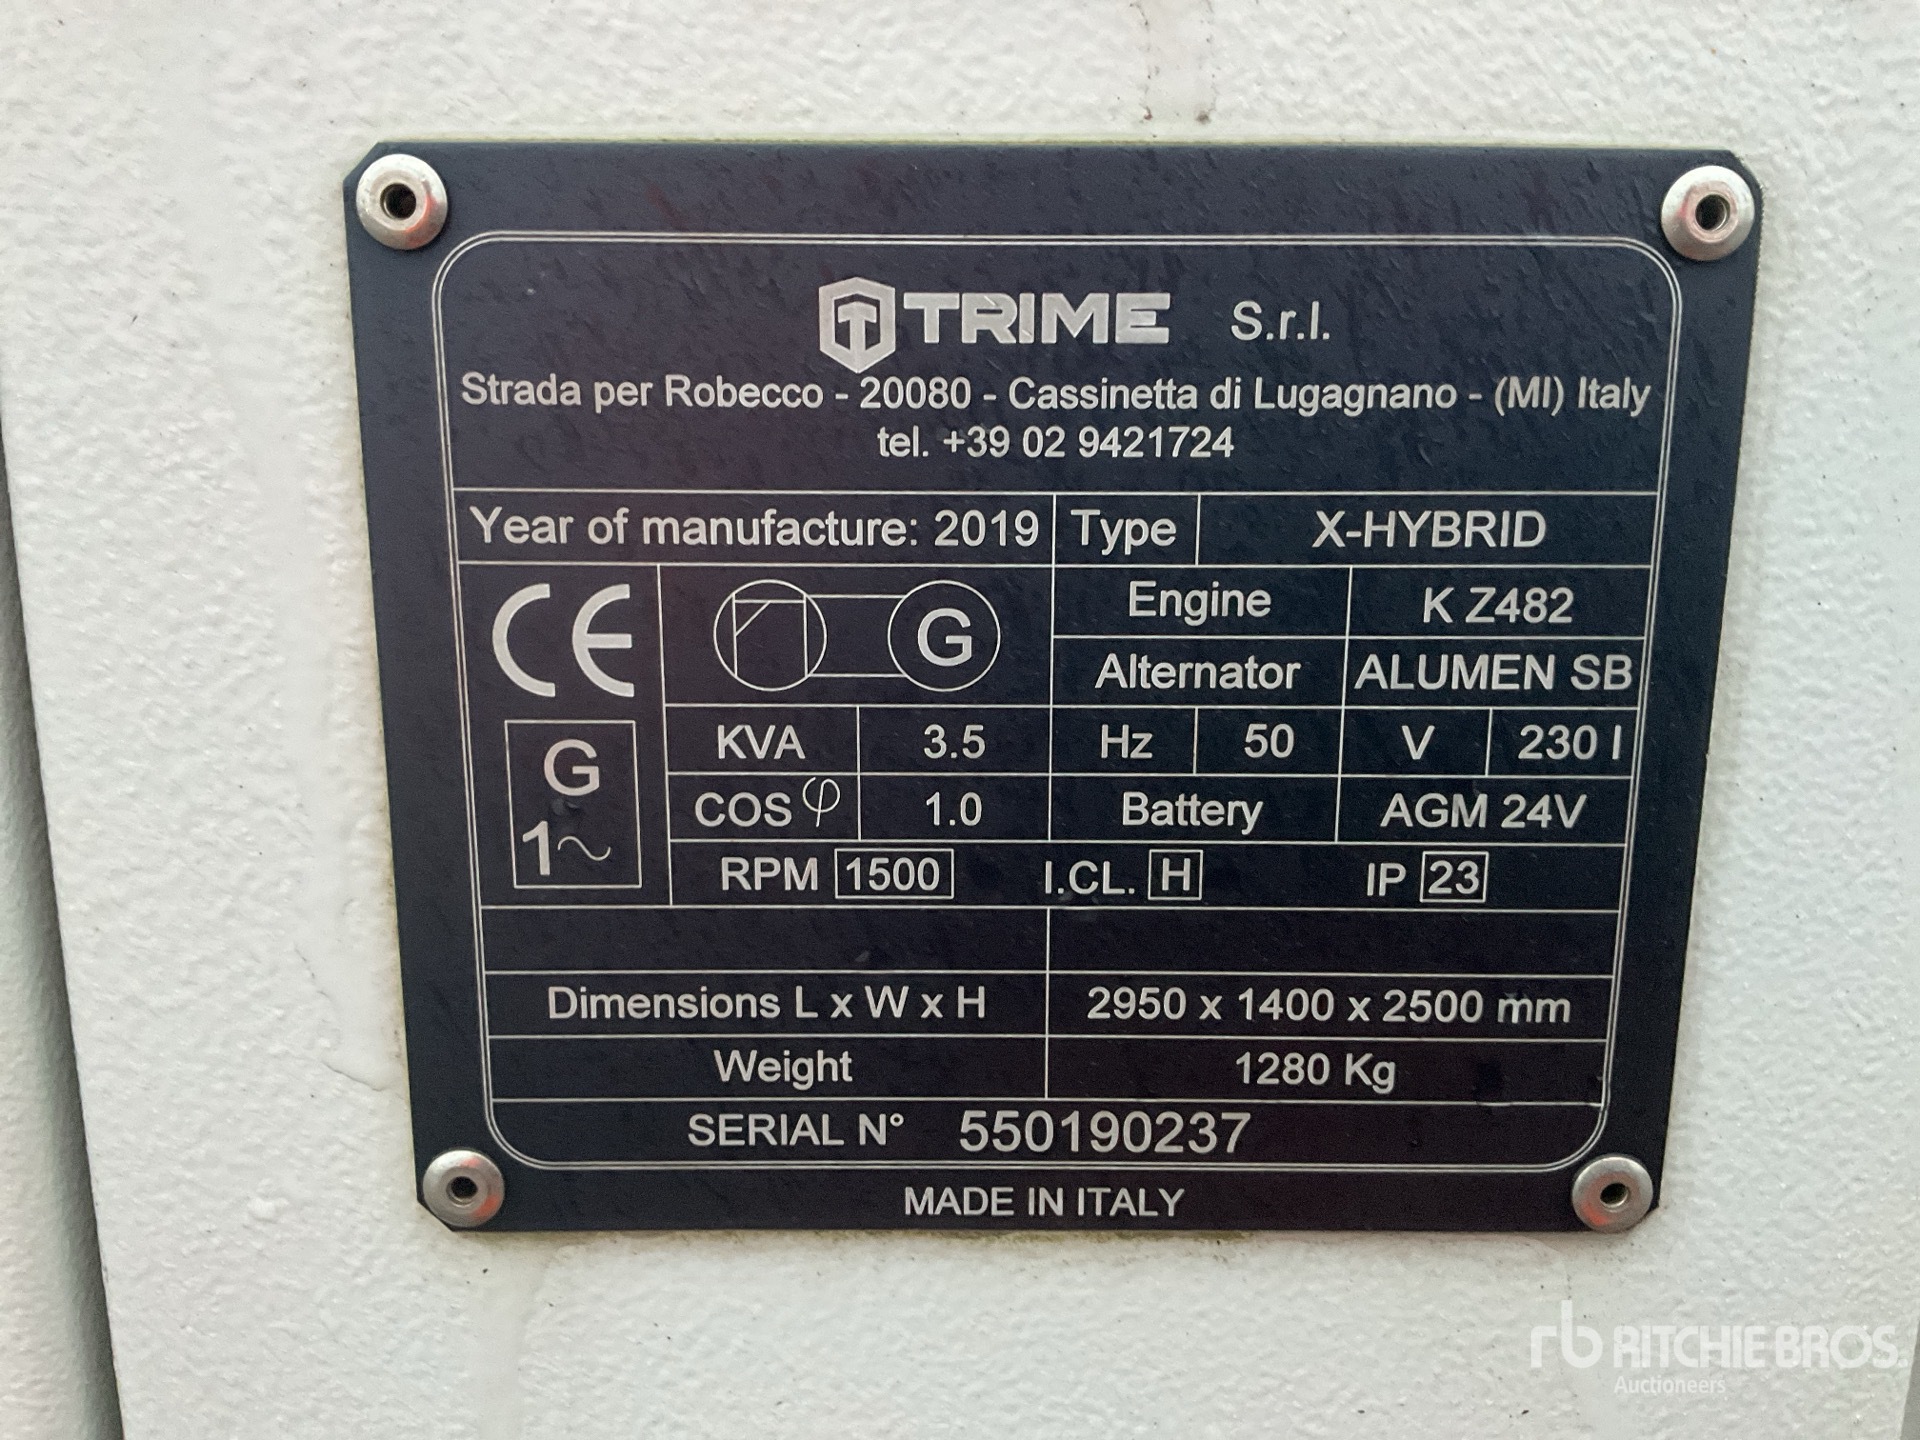 TRIME S.r.l.
Strada per Robecco - 20080 - Cassinetta di Lugagnano - (MI) Italy
tel. +39 02 9421724
Year of manufacture: 2019 Type X-HYBRID
CE G Engine K Z482
Alternator ALUMEN SB
G 1~ KVA 3.5 Hz 50 V 230 I
COS φ 1.0 Battery AGM 24V
RPM 1500 I.CL. H IP 23
Dimensions L x W x H 2950 x 1400 x 2500 mm
Weight 1280 Kg
SERIAL N° 550190237
MADE IN ITALY
rb RITCHIE BROS.
Auctioneers